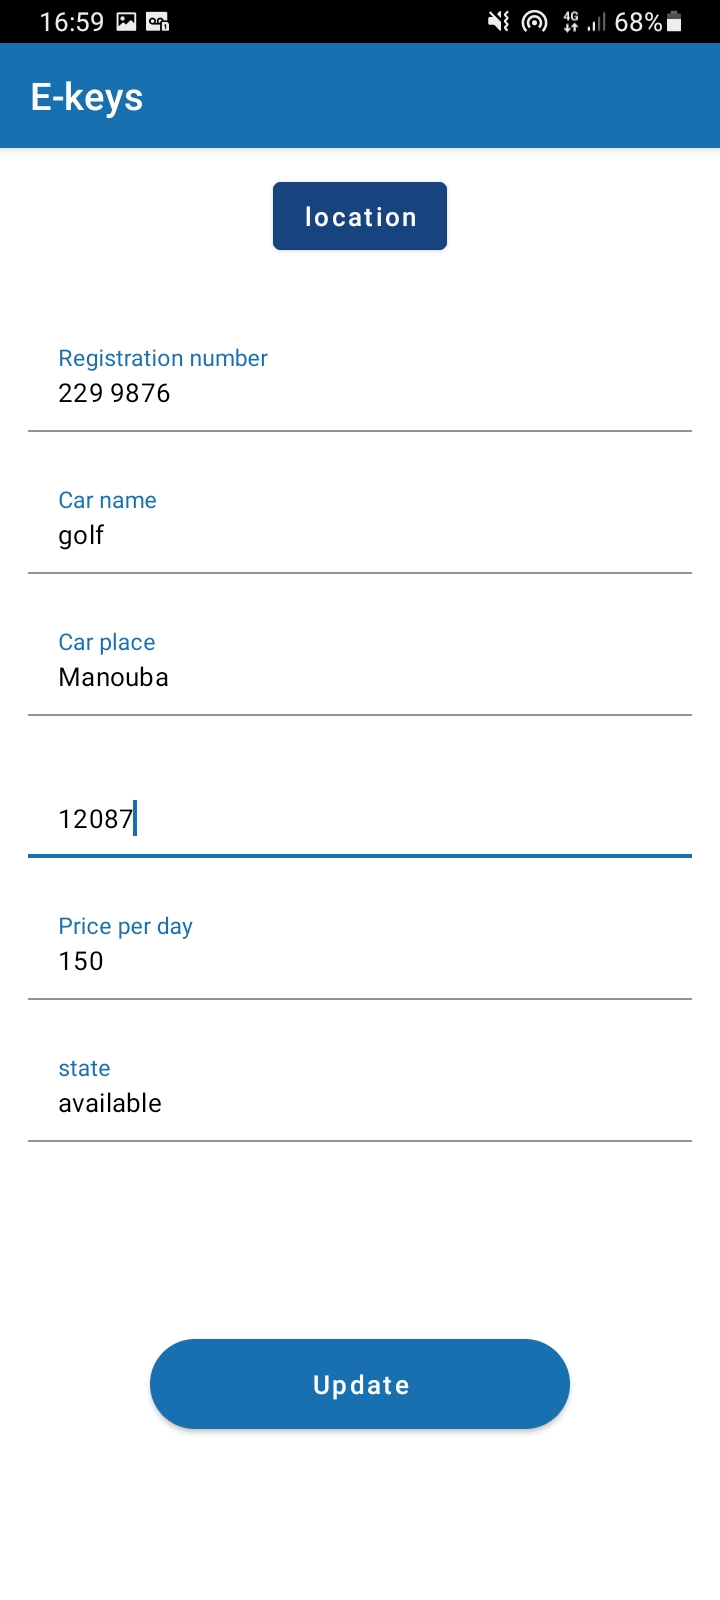 16:59 4G 68%
E-keys
location
Registration number
229 9876
Car name
golf
Car place
Manouba
12087
Price per day
150
state
available
Update